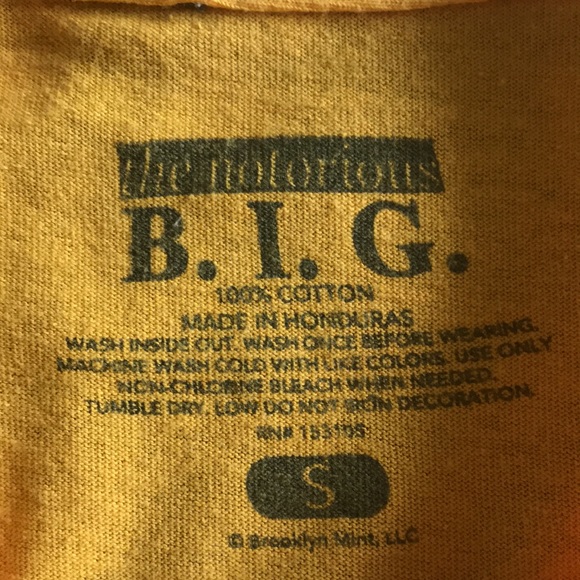 the notorious
B. I. G.
100% COTTON
MADE IN HONDURAS
WASH INSIDE OUT. WASH ONCE BEFORE WEARING.
MACHINE WASH COLD WITH LIKE COLORS. USE ONLY
NON-CHLORINE BLEACH WHEN NEEDED.
TUMBLE DRY. LOW DO NOT IRON DECORATION.
RN#
S
© Brooklyn Mint, LLC